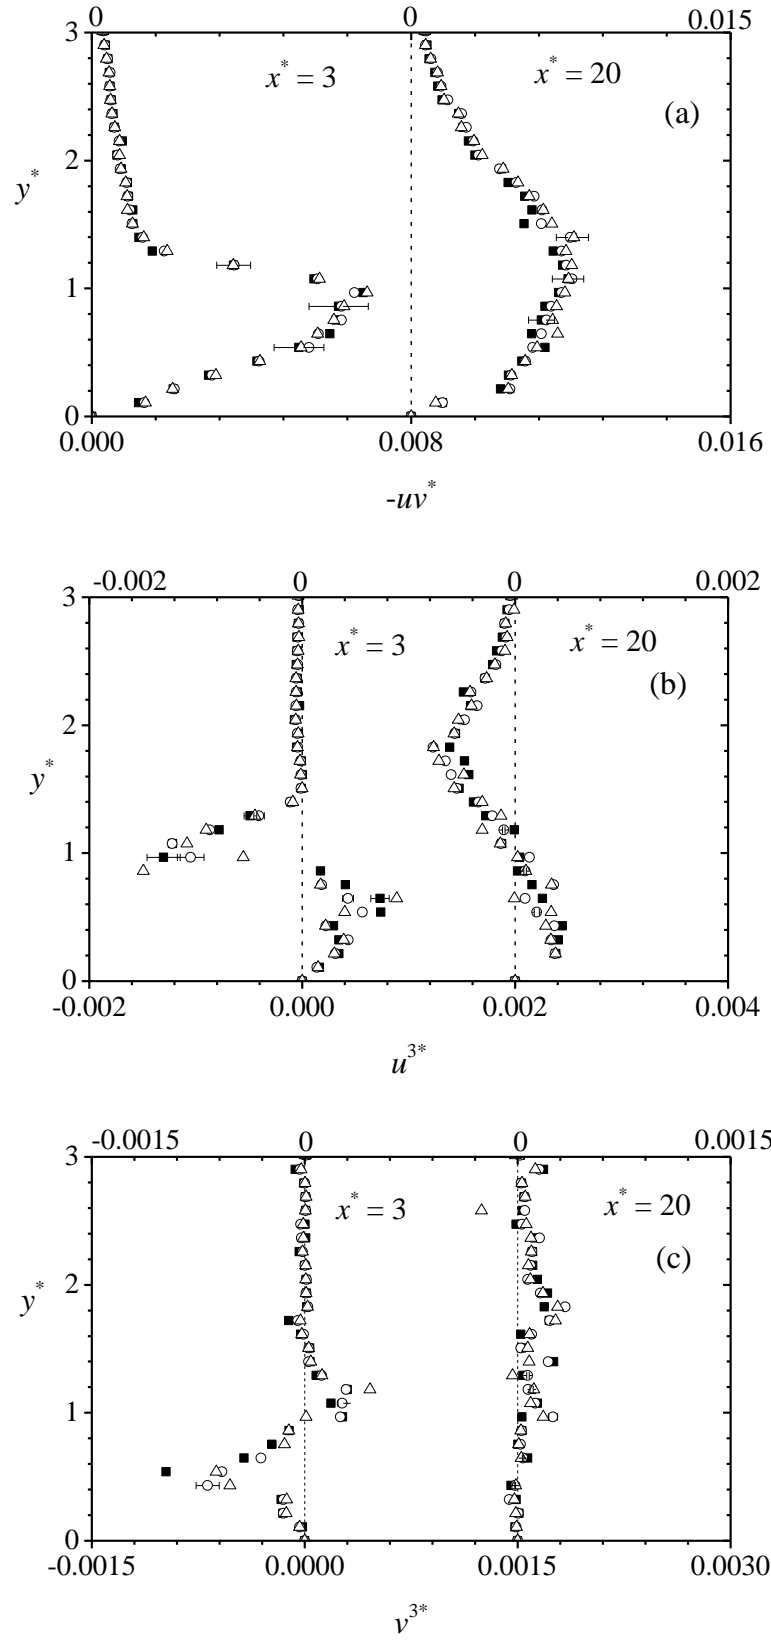 0 0 0.015
3
x* = 3 x* = 20
(a)
2
y*
1
0
0.000 0.008 0.016
-uv*
-0.002 0 0 0.002
3
x* = 3 x* = 20
(b)
2
y*
1
0
-0.002 0.000 0.002 0.004
u³*
-0.0015 0 0 0.0015
3
x* = 3 x* = 20
(c)
2
y*
1
0
-0.0015 0.0000 0.0015 0.0030
v³*